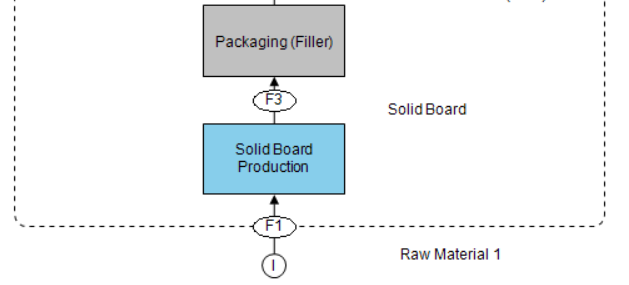 Packaging (Filler)
F3
Solid Board
Solid Board
Production
F1
Raw Material 1
I